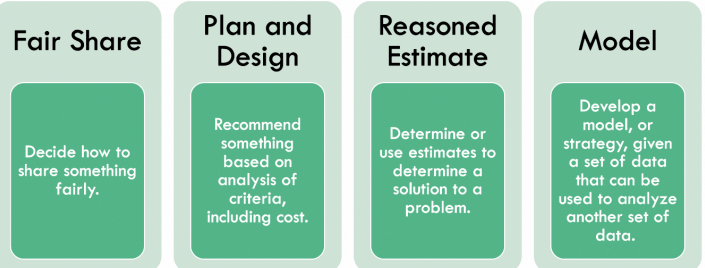 Fair Share
Decide how to
share something
fairly.
Plan and
Design
Recommend
something
based on
analysis of
criteria,
including cost.
Reasoned
Estimate
Determine or
use estimates to
determine a
solution to a
problem.
Model
Develop a
model, or
strategy, given
a set of data
that can be
used to analyze
another set of
data.